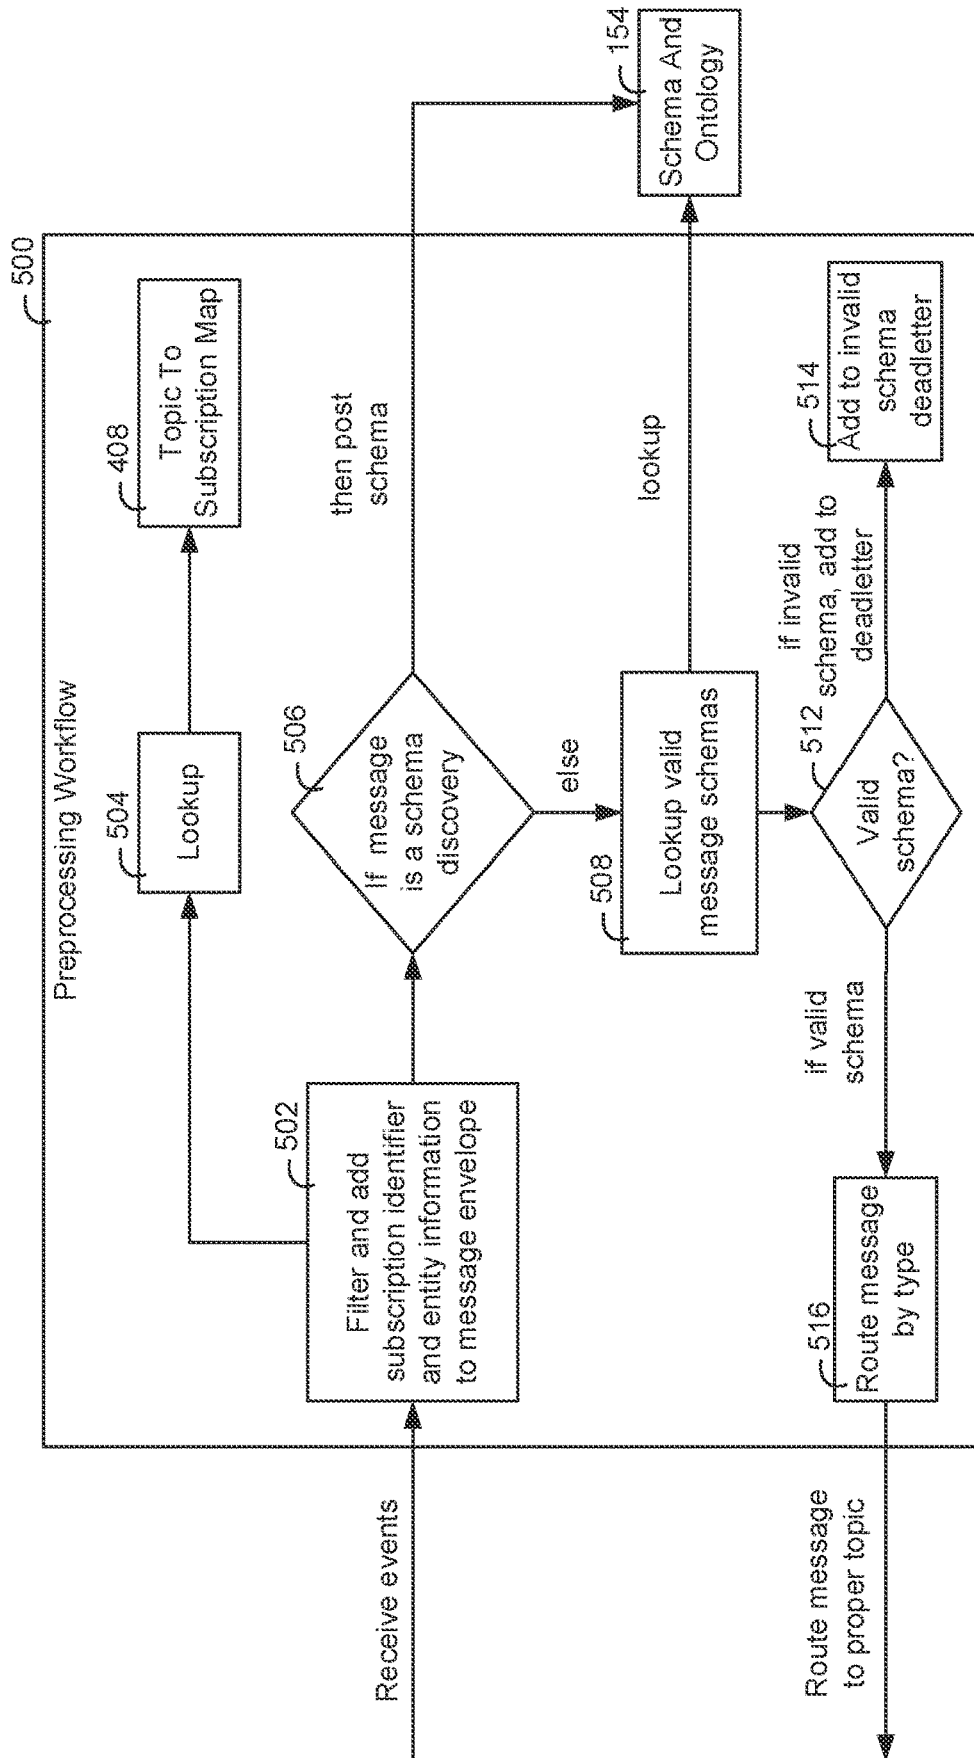 500
Preprocessing Workflow
504
Lookup
408
Topic To
Subscription Map
Receive events
502
Filter and add
subscription identifier
and entity information
to message envelope
506
If message
is a schema
discovery
then post
schema
154
Schema And
Ontology
else
508
Lookup valid
message schemas
lookup
512
Valid
schema?
if invalid
schema, add to
deadletter
514
Add to invalid
schema
deadletter
if valid
schema
516
Route message
by type
Route message
to proper topic